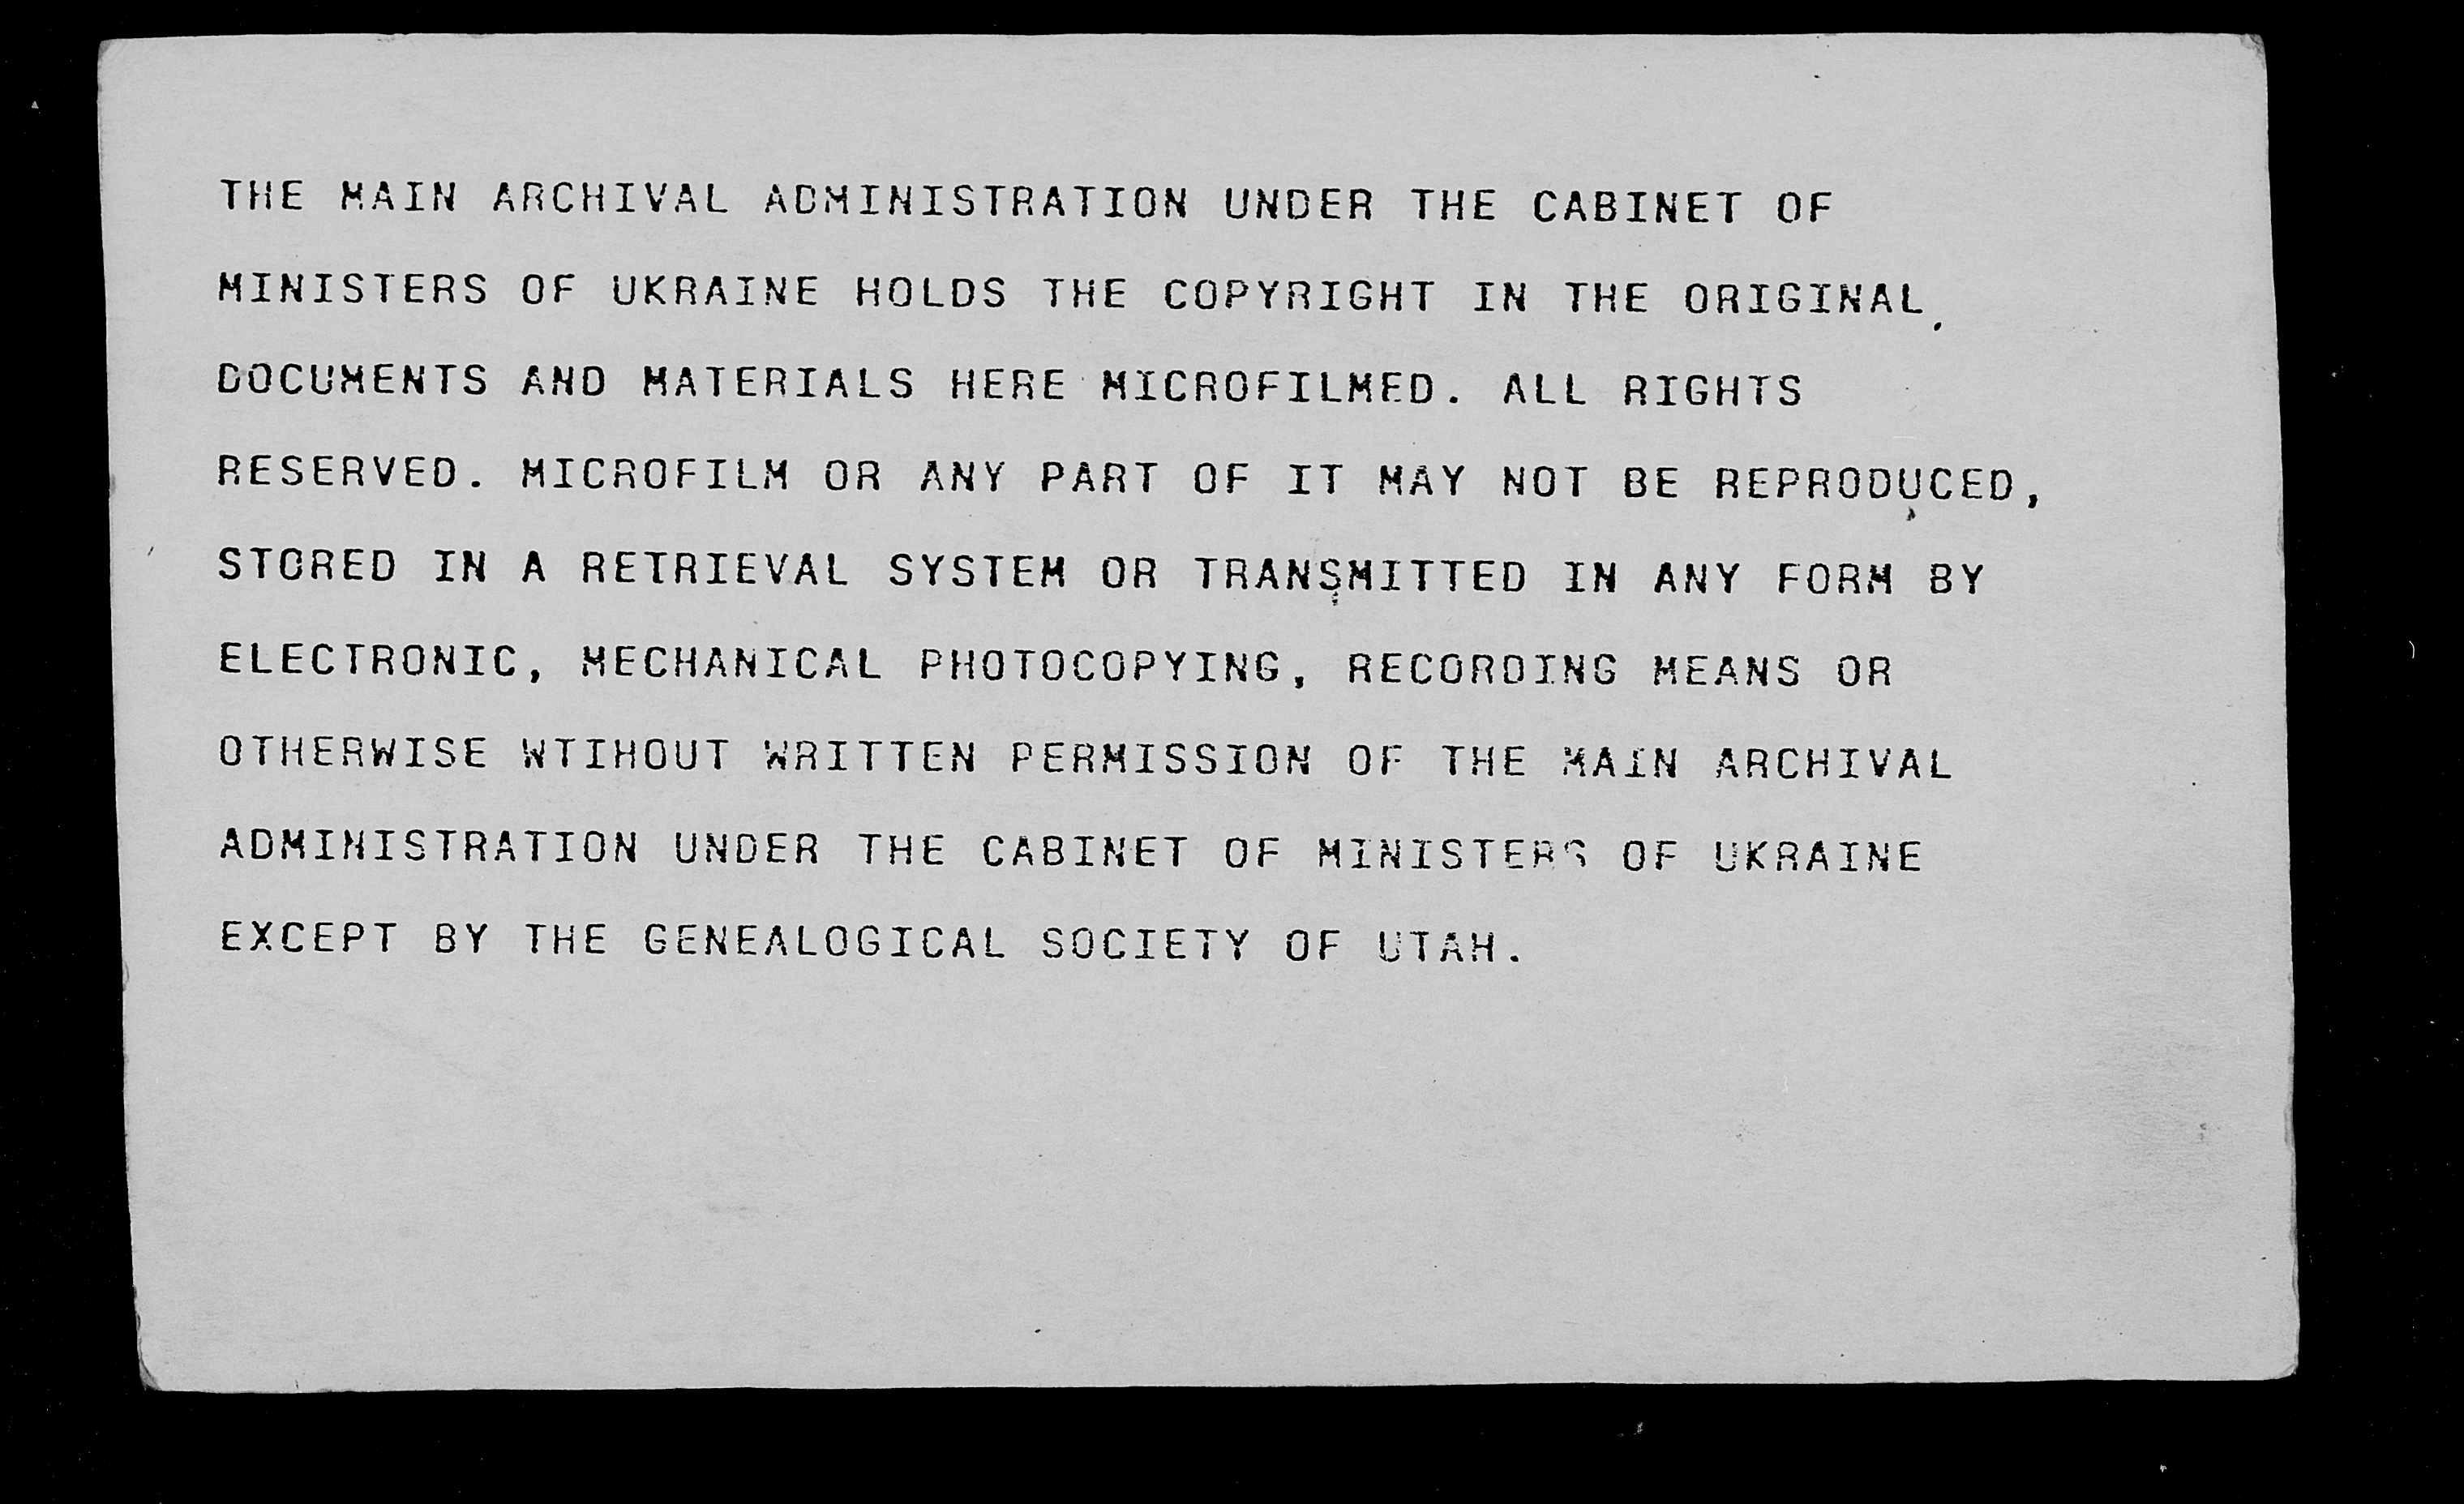 THE MAIN ARCHIVAL ADMINISTRATION UNDER THE CABINET OF
MINISTERS OF UKRAINE HOLDS THE COPYRIGHT IN THE ORIGINAL
DOCUMENTS AND MATERIALS HERE MICROFILMED. ALL RIGHTS
RESERVED. MICROFILM OR ANY PART OF IT MAY NOT BE REPRODUCED,
STORED IN A RETRIEVAL SYSTEM OR TRANSMITTED IN ANY FORM BY
ELECTRONIC, MECHANICAL PHOTOCOPYING, RECORDING MEANS OR
OTHERWISE WTIHOUT WRITTEN PERMISSION OF THE MAIN ARCHIVAL
ADMINISTRATION UNDER THE CABINET OF MINISTERS OF UKRAINE
EXCEPT BY THE GENEALOGICAL SOCIETY OF UTAH.